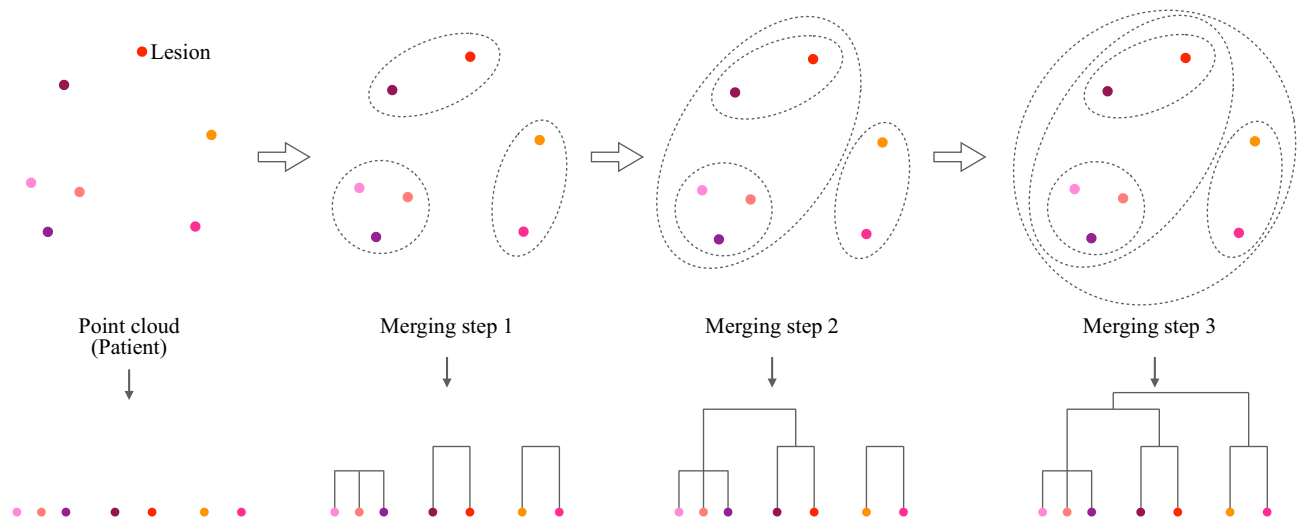 Lesion
Point cloud
(Patient)
Merging step 1
Merging step 2
Merging step 3